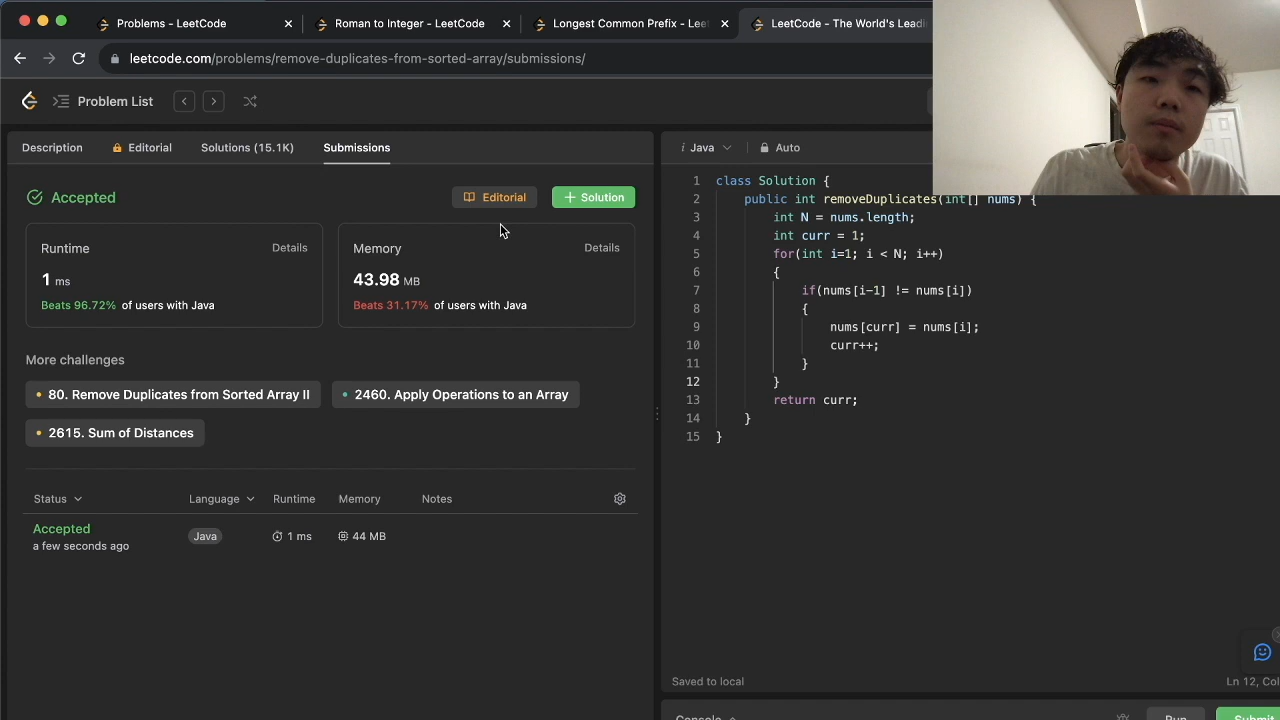 Problems - LeetCode
Roman to Integer - LeetCode
Longest Common Prefix - Leet
LeetCode - The World's Leadi
leetcode.com/problems/remove-duplicates-from-sorted-array/submissions/
Problem List
Description
Editorial
Solutions (15.1K)
Submissions
Accepted
Editorial
+ Solution
Runtime
Details
1 ms
Beats 96.72% of users with Java
Memory
Details
43.98 MB
Beats 31.17% of users with Java
More challenges
80. Remove Duplicates from Sorted Array II
2460. Apply Operations to an Array
2615. Sum of Distances
Status Language Runtime Memory Notes
Accepted
a few seconds ago
Java
1 ms
44 MB
i Java
Auto
1 class Solution {
2 public int removeDuplicates(int[] nums) {
3 int N = nums.length;
4 int curr = 1;
5 for(int i=1; i < N; i++)
6 {
7 if(nums[i-1] != nums[i])
8 {
9 nums[curr] = nums[i];
10 curr++;
11 }
12 }
13 return curr;
14 }
15 }
Saved to local
Ln 12, Col
Console
Run
Submit